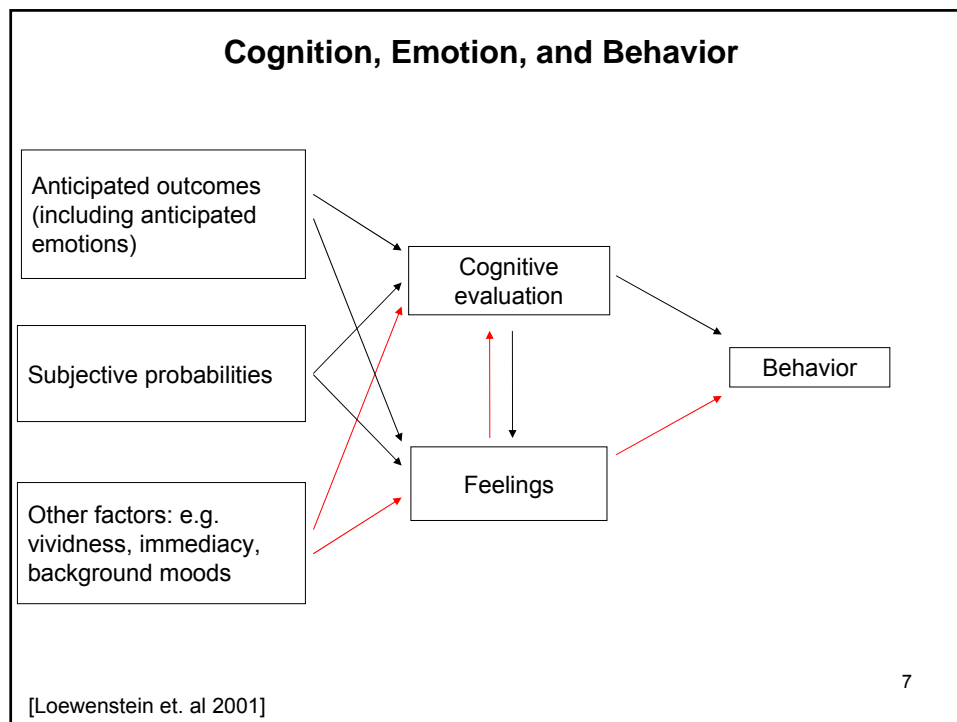 Cognition, Emotion, and Behavior
Anticipated outcomes
(including anticipated
emotions)
Cognitive
evaluation
Subjective probabilities
Behavior
Feelings
Other factors: e.g.
vividness, immediacy,
background moods
7
[Loewenstein et. al 2001]